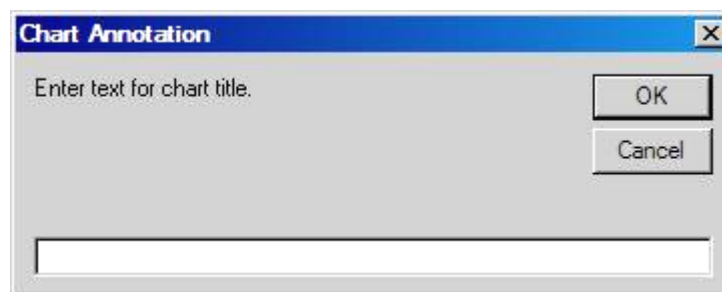 Chart Annotation
Enter text for chart title.
OK
Cancel